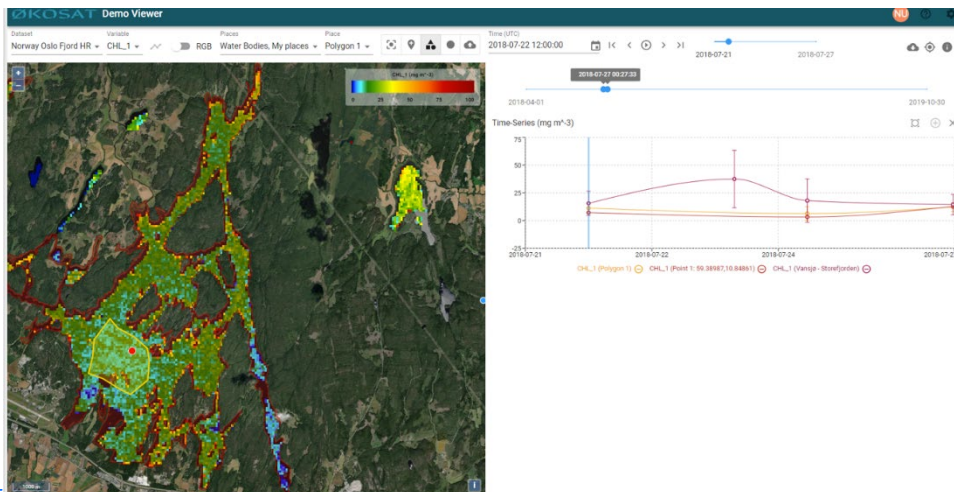 ØKOSAT Demo Viewer
NU
Dataset
Norway Oslo Fjord HR
Variable
CHL_1
RGB
Places
Water Bodies, My places
Place
Polygon 1
Time (UTC)
2018-07-22 12:00:00
2018-07-21
2018-07-27
2018-07-27 00:27:33
2018-04-01
2019-10-30
CHL_1 (mg m^-3)
0 25 50 75 100
Time-Series (mg m^-3)
75
50
25
0
-25
2018-07-21
2018-07-22
2018-07-24
CHL_1 (Polygon 1)
CHL_1 (Point 1: 59.38987,10.84861)
CHL_1 (Vansjø - Storefjorden)